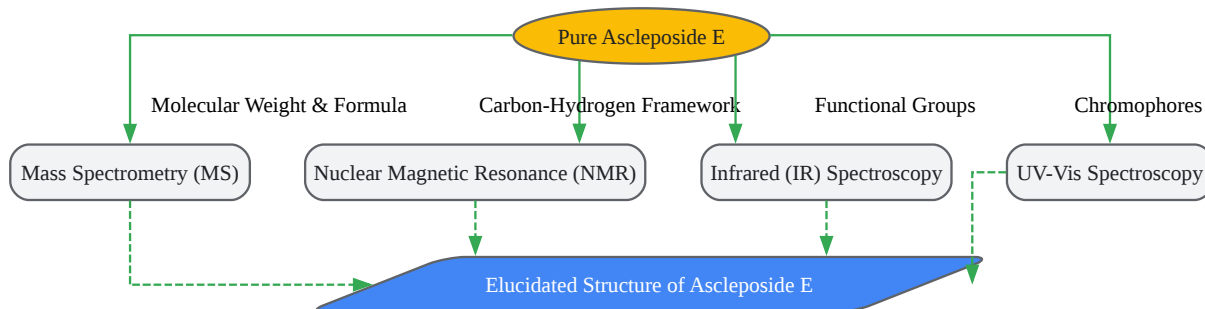 Pure Ascleposide E
Molecular Weight & Formula
Carbon-Hydrogen Framework
Functional Groups
Chromophores
Mass Spectrometry (MS)
Nuclear Magnetic Resonance (NMR)
Infrared (IR) Spectroscopy
UV-Vis Spectroscopy
Elucidated Structure of Ascleposide E